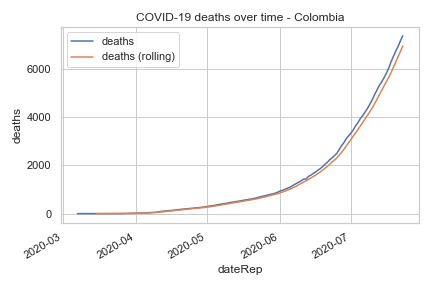 COVID-19 deaths over time - Colombia
deaths
deaths (rolling)
6000
4000
2000
0
deaths
2020-03
2020-04
2020-05
2020-06
2020-07
dateRep